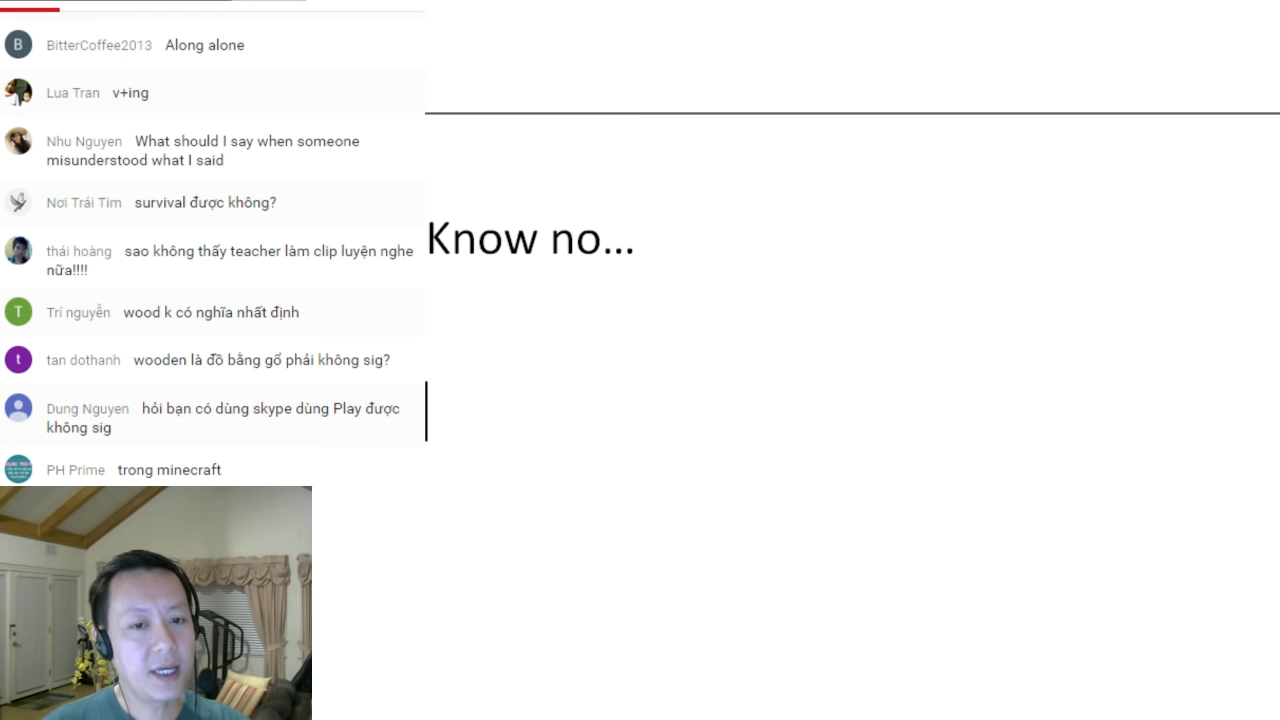 B BitterCoffee2013 Along alone
Lua Tran v+ing
Nhu Nguyen What should I say when someone
misunderstood what I said
Nơi Trái Tim survival được không?
thái hoàng sao không thấy teacher làm clip luyện nghe
nữa!!!!
T Trí nguyễn wood k có nghĩa nhất định
t tan dothanh wooden là đồ bằng gổ phải không sig?
Dung Nguyen hỏi bạn có dùng skype dùng Play được
không sig
PH Prime trong minecraft
Know no...